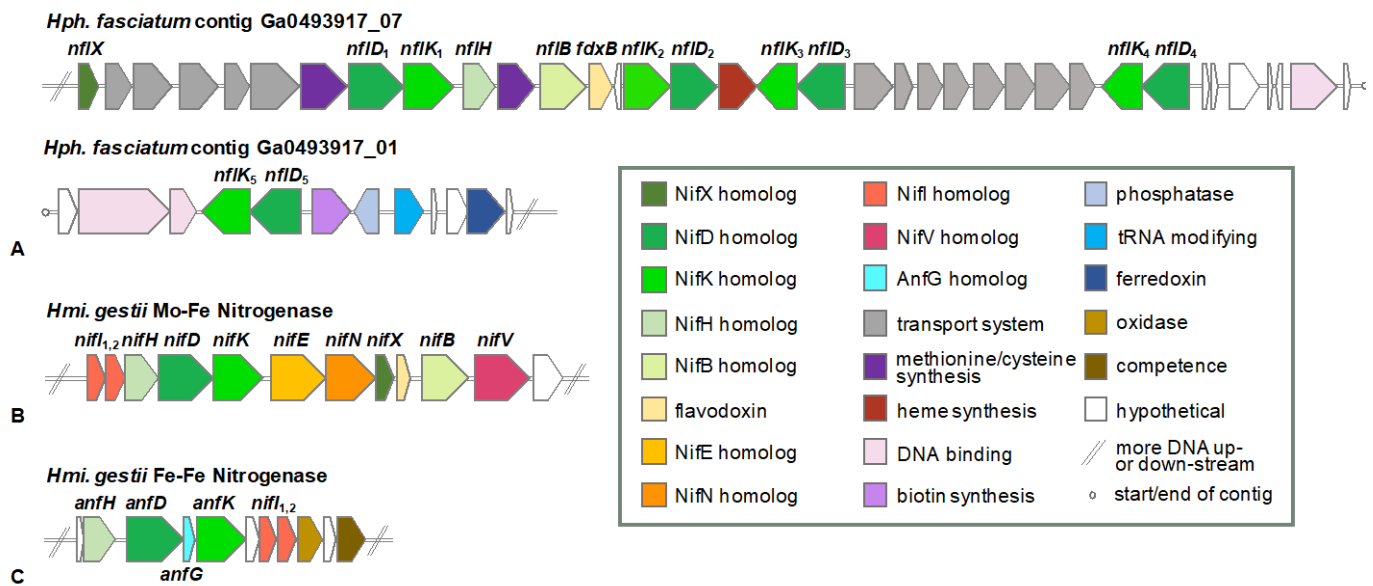 Hph. fasciatum contig Ga0493917_07
nflX nflD1 nflK1 nflH nflB fdxB nflK2 nflD2 nflK3 nflD3 nflK4 nflD4
Hph. fasciatum contig Ga0493917_01
nflK5 nflD5
A
Hmi. gestii Mo-Fe Nitrogenase
nifI1,2 nifH nifD nifK nifE nifN nifX nifB nifV
B
Hmi. gestii Fe-Fe Nitrogenase
anfH anfD anfK nifI1,2
anfG
C
NifX homolog
NifD homolog
NifK homolog
NifH homolog
NifB homolog
flavodoxin
NifE homolog
NifN homolog
NifI homolog
NifV homolog
AnfG homolog
transport system
methionine/cysteine
synthesis
heme synthesis
DNA binding
biotin synthesis
phosphatase
tRNA modifying
ferredoxin
oxidase
competence
hypothetical
more DNA up-
or down-stream
start/end of contig